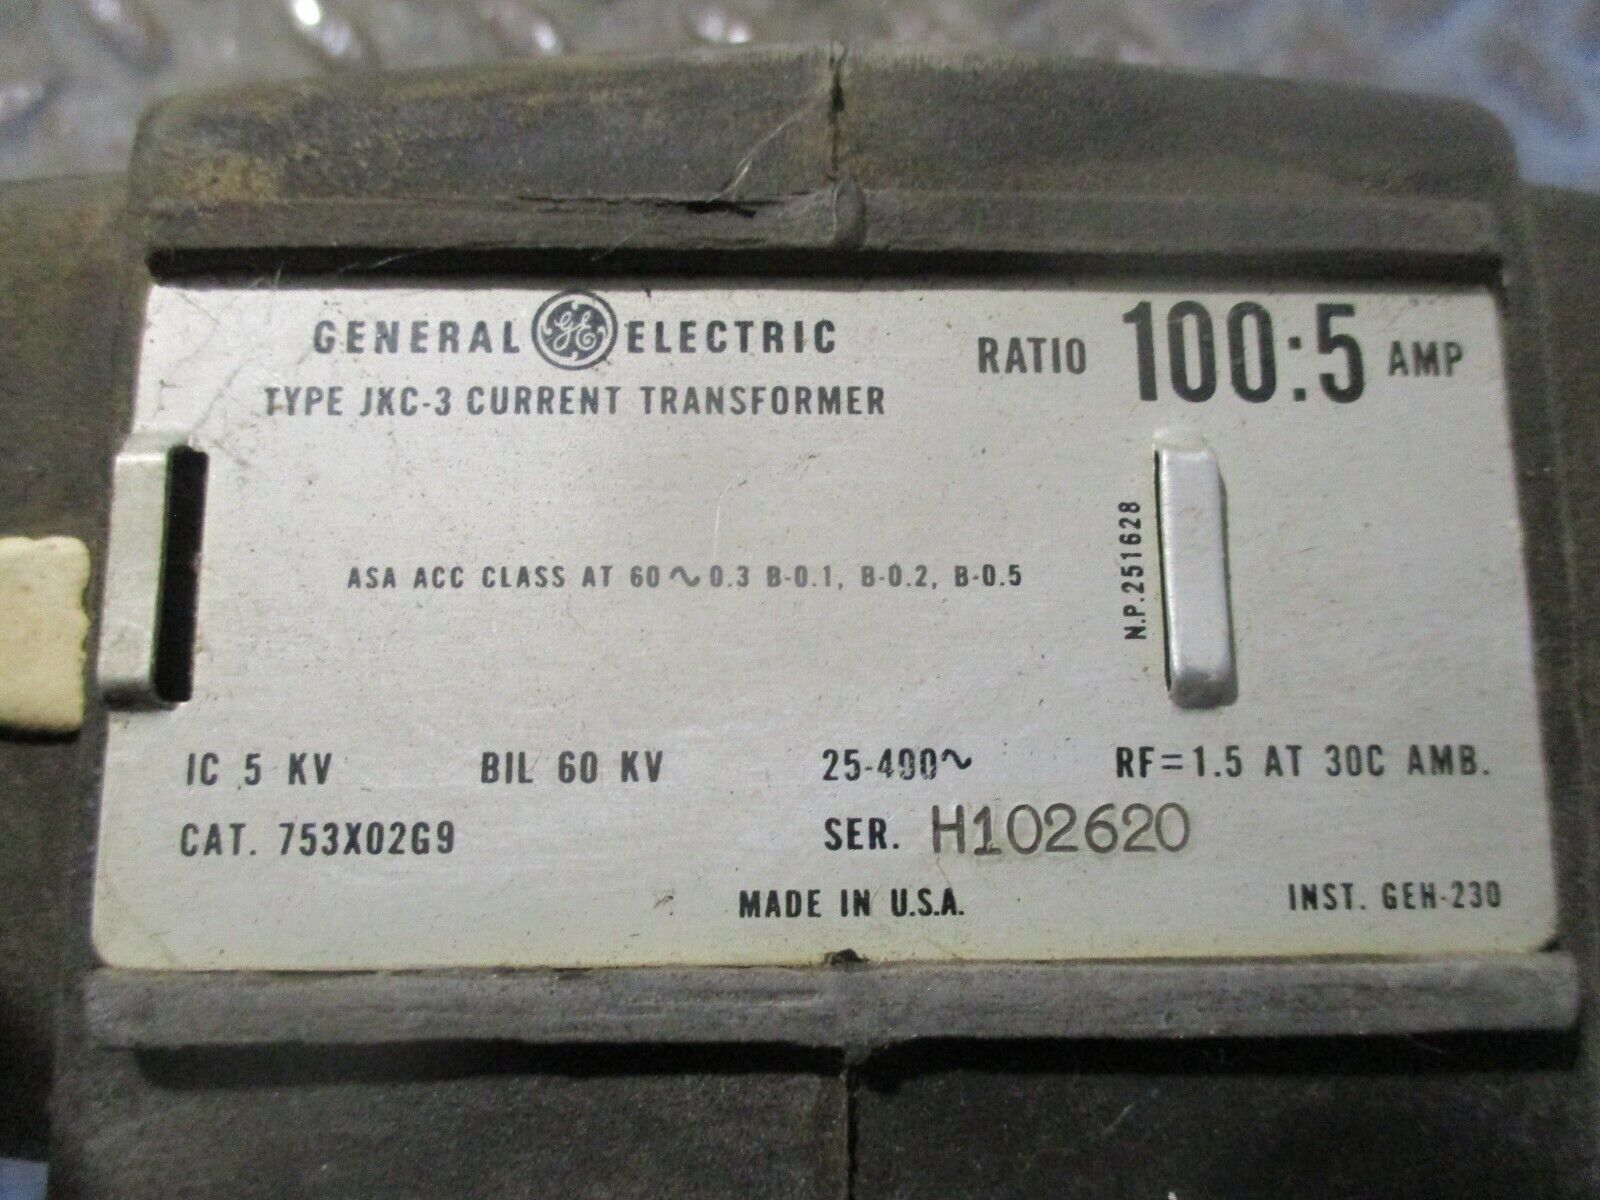 GENERAL GE ELECTRIC
TYPE JKC-3 CURRENT TRANSFORMER
RATIO 100:5 AMP
ASA ACC CLASS AT 60~0.3 B-0.1, B-0.2, B-0.5
N.P.251628
IC 5 KV BIL 60 KV 25-400~ RF=1.5 AT 30C AMB.
CAT. 753X02G9 SER. H102620
MADE IN U.S.A. INST. GEH-230